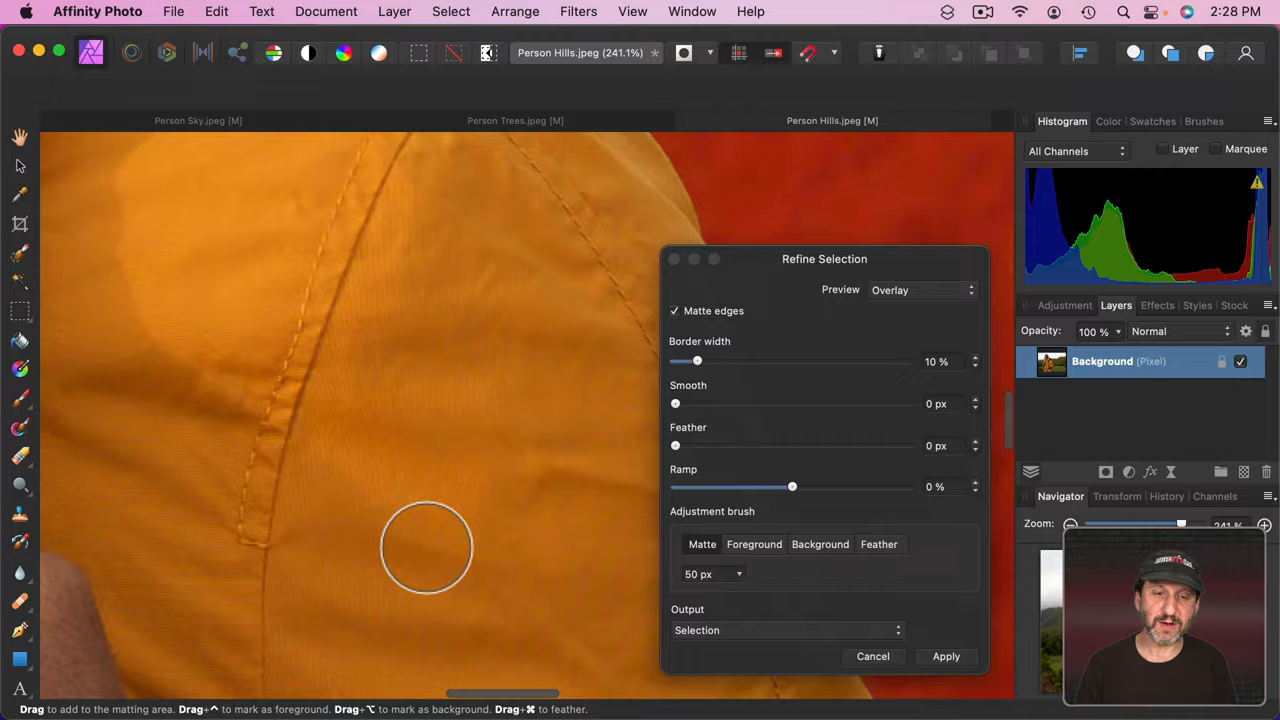 Affinity Photo File Edit Text Document Layer Select Arrange Filters View Window Help 2:28 PM
Person Hills.jpeg (241.1%)
Person Sky.jpeg [M] Person Trees.jpeg [M] Person Hills.jpeg [M]
Histogram Color Swatches Brushes
All Channels Layer Marquee
Refine Selection
Preview Overlay
Matte edges
Border width
10 %
Smooth
0 px
Feather
0 px
Ramp
0 %
Adjustment brush
Matte Foreground Background Feather
50 px
Output
Selection
Cancel Apply
Adjustment Layers Effects Styles Stock
Opacity: 100 % Normal
Background (Pixel)
Navigator Transform History Channels
Zoom: 241 %
A
Drag to add to the matting area. Drag+⌃ to mark as foreground. Drag+⌥ to mark as background. Drag+⌘ to feather.